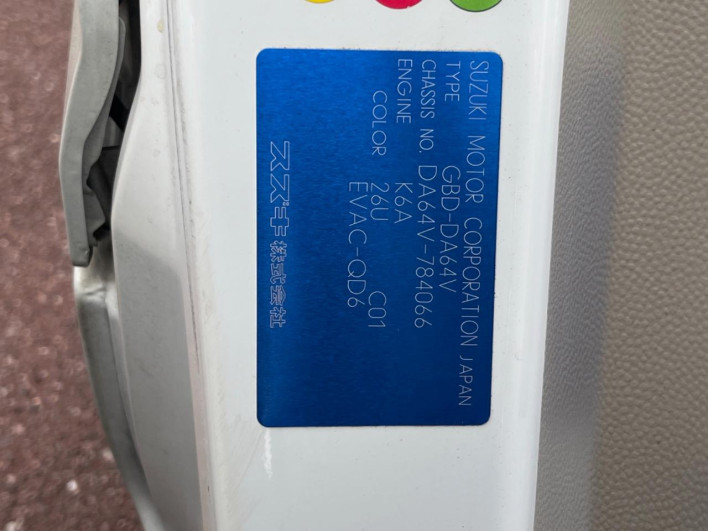 SUZUKI MOTOR CORPORATION JAPAN
TYPE GBD-DA64V
CHASSIS NO. DA64V-784066
ENGINE K6A
COLOR 26U C01
EVAC-QD6
スズキ株式会社